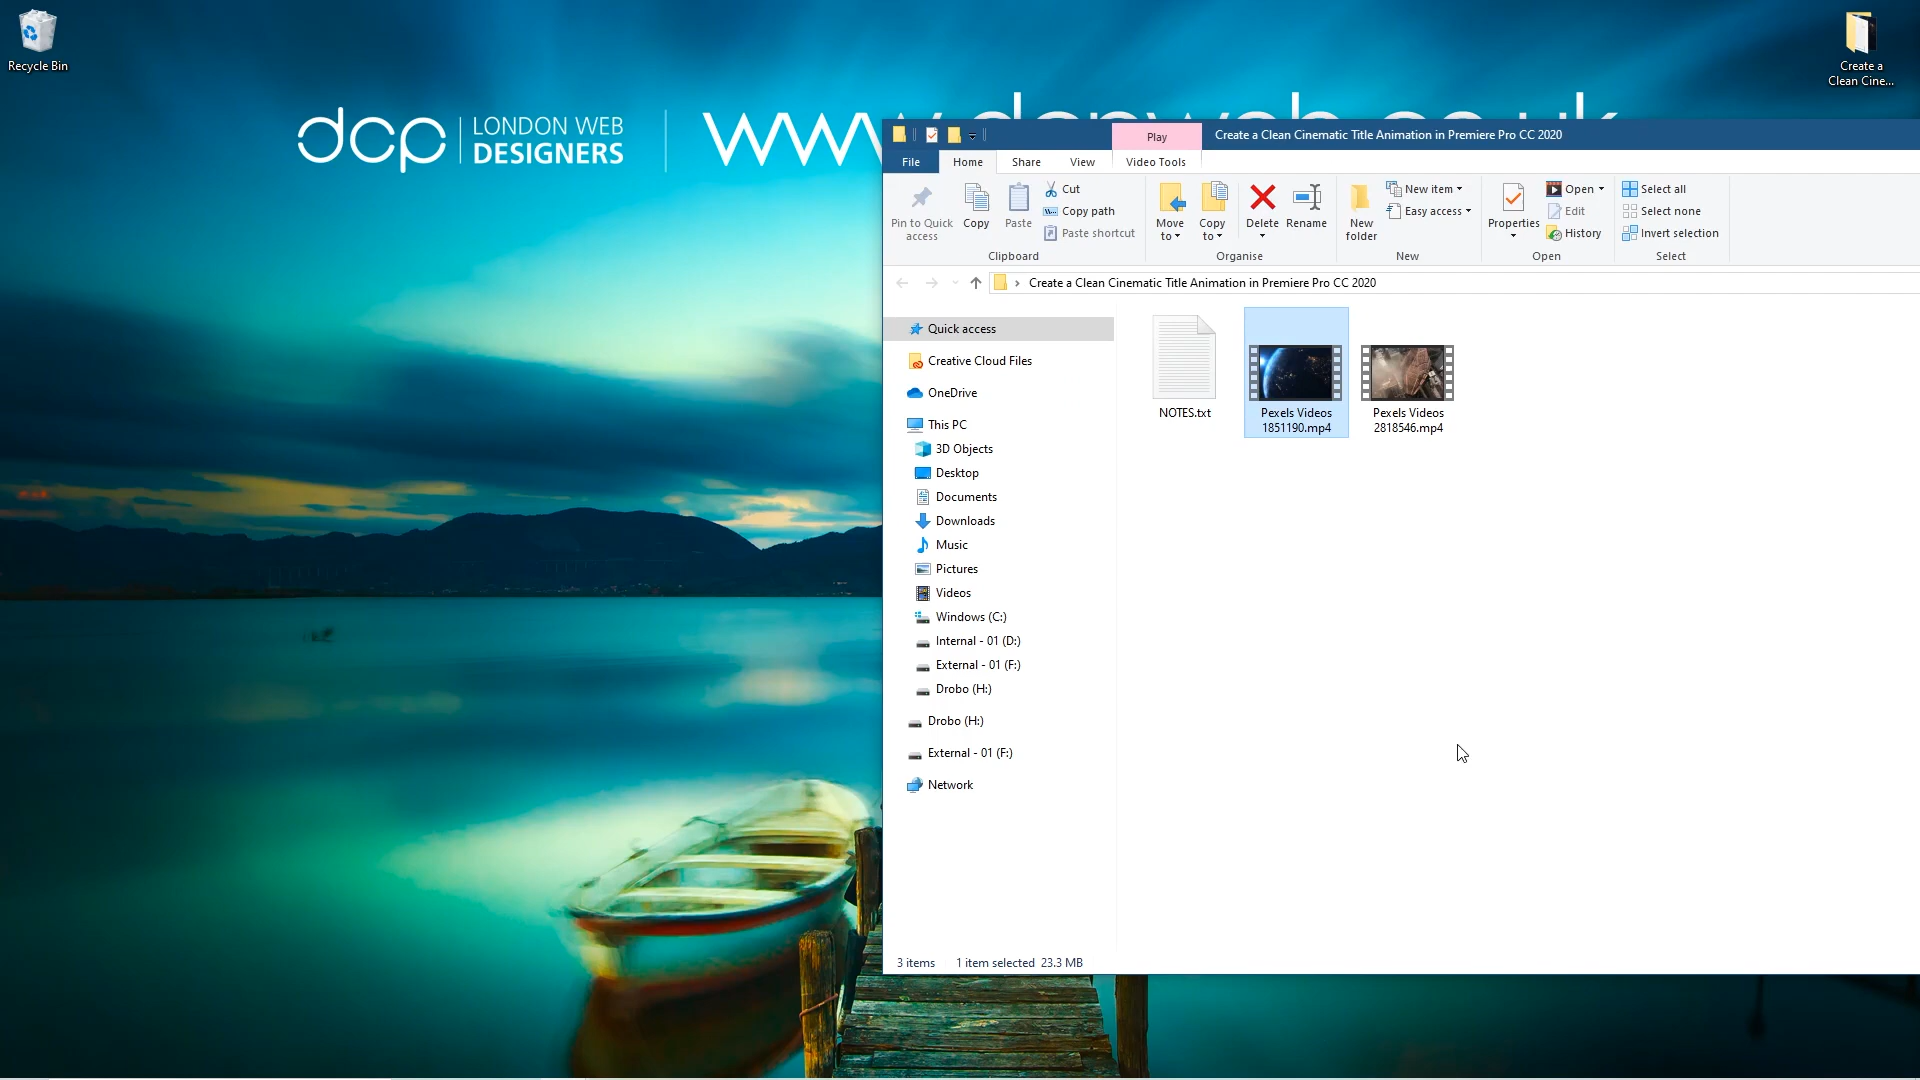 Recycle Bin
Create a
Clean Cine...
dcp
LONDON WEB
DESIGNERS
Play
Create a Clean Cinematic Title Animation in Premiere Pro CC 2020
File
Home
Share
View
Video Tools
Pin to Quick
access
Copy
Paste
Cut
Copy path
Paste shortcut
Clipboard
Move
to
Copy
to
Delete
Rename
Organise
New
folder
New item
Easy access
New
Properties
Open
Edit
History
Open
Select all
Select none
Invert selection
Select
Create a Clean Cinematic Title Animation in Premiere Pro CC 2020
Quick access
Creative Cloud Files
OneDrive
This PC
3D Objects
Desktop
Documents
Downloads
Music
Pictures
Videos
Windows (C:)
Internal - 01 (D:)
External - 01 (F:)
Drobo (H:)
Drobo (H:)
External - 01 (F:)
Network
NOTES.txt
Pexels Videos
1851190.mp4
Pexels Videos
2818546.mp4
3 items
1 item selected 23.3 MB